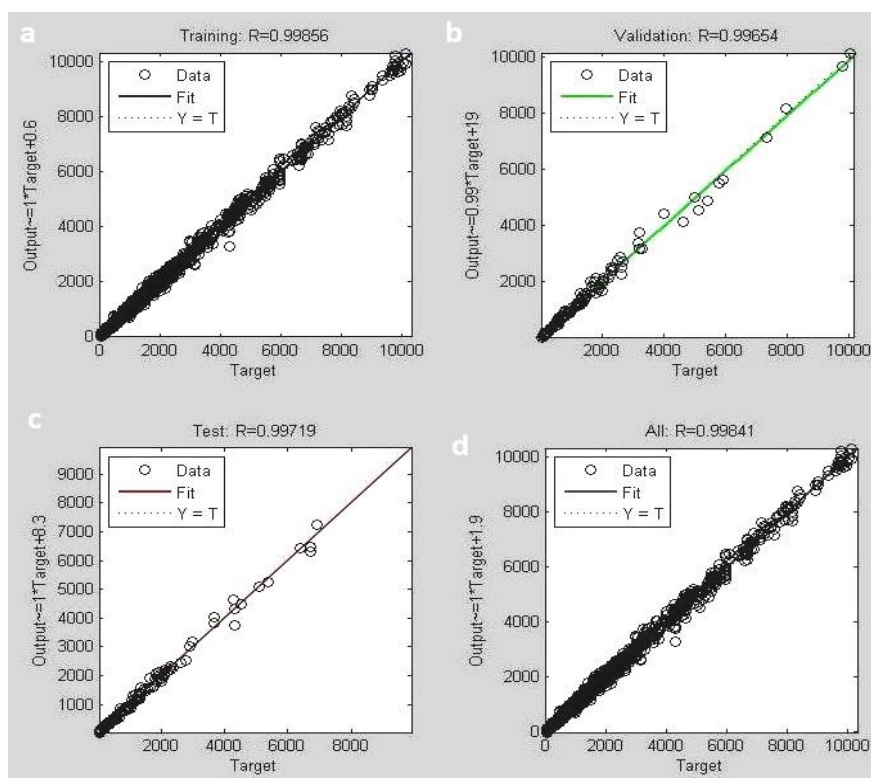 a
Training: R=0.99856
Output~=1*Target+0.6
10000
8000
6000
4000
2000
0
Data
Fit
Y = T
0 2000 4000 6000 8000 10000
Target
b
Validation: R=0.99654
Output~=0.99*Target+19
10000
8000
6000
4000
2000
Data
Fit
Y = T
2000 4000 6000 8000 10000
Target
c
Test: R=0.99719
Output~=1*Target+8.3
9000
8000
7000
6000
5000
4000
3000
2000
1000
Data
Fit
Y = T
2000 4000 6000 8000
Target
d
All: R=0.99841
Output~=1*Target+1.9
10000
8000
6000
4000
2000
0
Data
Fit
Y = T
0 2000 4000 6000 8000 10000
Target